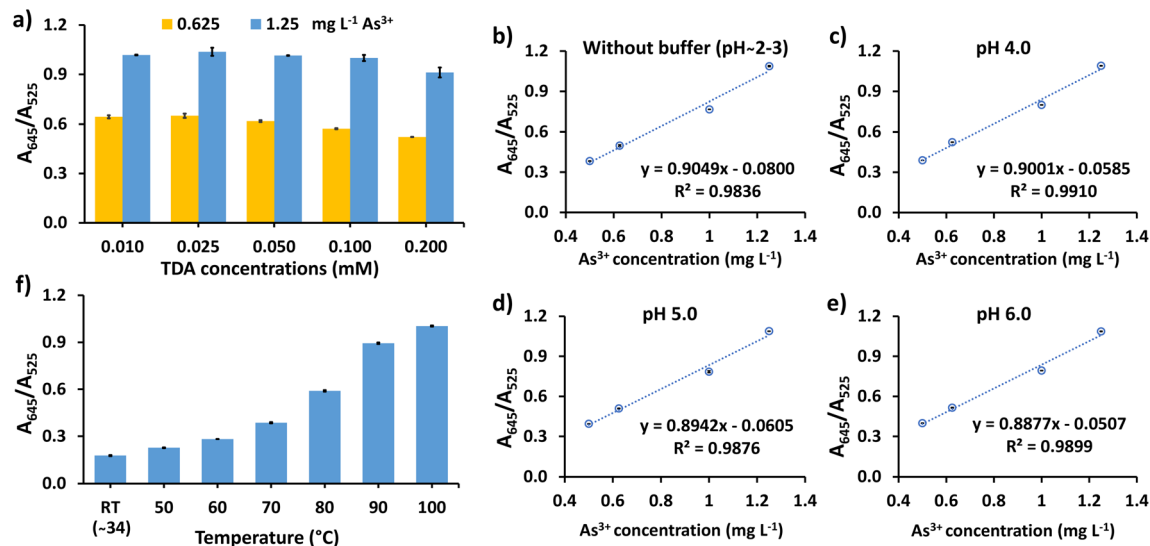 a)
0.625 1.25 mg L⁻¹ As³⁺
A₆₄₅/A₅₂₅
1.2
0.9
0.6
0.3
0.0
0.010 0.025 0.050 0.100 0.200
TDA concentrations (mM)
b)
Without buffer (pH~2-3)
A₆₄₅/A₅₂₅
1.2
0.9
0.6
0.3
0.0
y = 0.9049x - 0.0800
R² = 0.9836
0.4 0.6 0.8 1 1.2 1.4
As³⁺ concentration (mg L⁻¹)
c)
pH 4.0
A₆₄₅/A₅₂₅
1.2
0.9
0.6
0.3
0.0
y = 0.9001x - 0.0585
R² = 0.9910
0.4 0.6 0.8 1 1.2 1.4
As³⁺ concentration (mg L⁻¹)
f)
A₆₄₅/A₅₂₅
1.2
0.9
0.6
0.3
0.0
RT 50 60 70 80 90 100
(~34)
Temperature (°C)
d)
pH 5.0
A₆₄₅/A₅₂₅
1.2
0.9
0.6
0.3
0.0
y = 0.8942x - 0.0605
R² = 0.9876
0.4 0.6 0.8 1 1.2 1.4
As³⁺ concentration (mg L⁻¹)
e)
pH 6.0
A₆₄₅/A₅₂₅
1.2
0.9
0.6
0.3
0.0
y = 0.8877x - 0.0507
R² = 0.9899
0.4 0.6 0.8 1 1.2 1.4
As³⁺ concentration (mg L⁻¹)